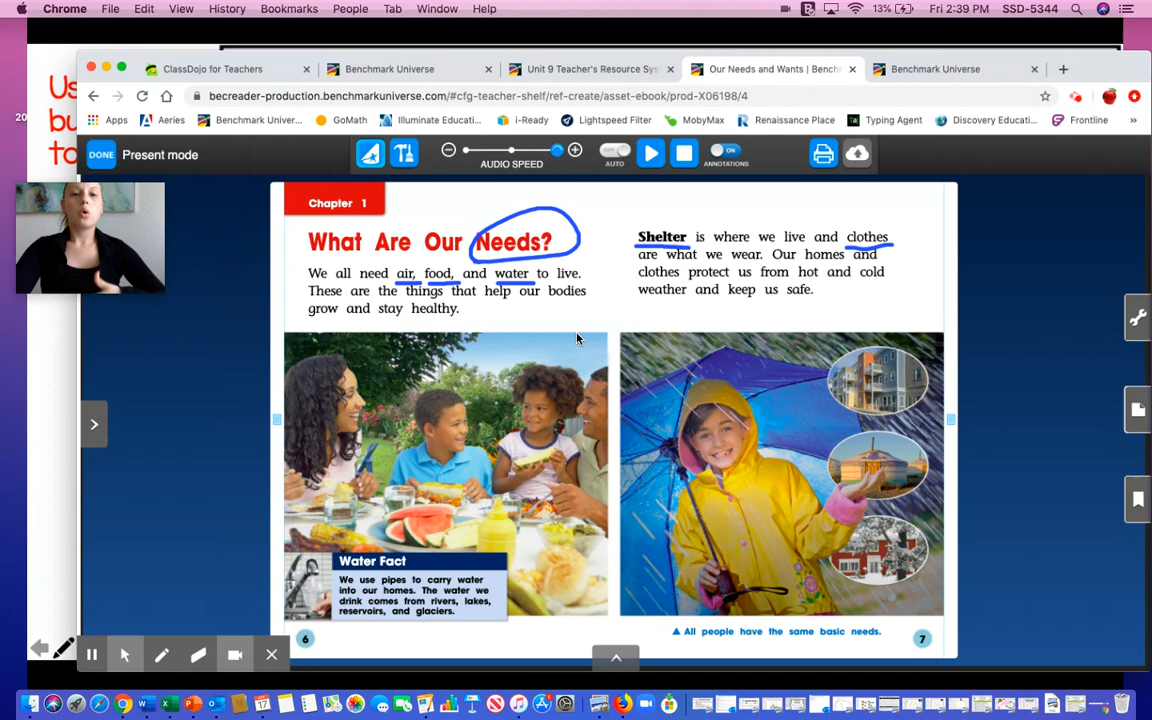 Chrome File Edit View History Bookmarks People Tab Window Help 13% Fri 2:39 PM SSD-5344
ClassDojo for Teachers Benchmark Universe Unit 9 Teacher's Resource Sys Our Needs and Wants | Bench Benchmark Universe
becreader-production.benchmarkuniverse.com/#cfg-teacher-shelf/ref-create/asset-ebook/prod-X06198/4
Apps Aeries Benchmark Univer... GoMath Illuminate Educati... i-Ready Lightspeed Filter MobyMax Renaissance Place Typing Agent Discovery Educati... Frontline
Us
bu
to
20
DONE Present mode AUDIO SPEED OFF AUTO ON ANNOTATIONS
Chapter 1
What Are Our Needs?
We all need air, food, and water to live.
These are the things that help our bodies
grow and stay healthy.
Water Fact
We use pipes to carry water
into our homes. The water we
drink comes from rivers, lakes,
reservoirs, and glaciers.
6
Shelter is where we live and clothes
are what we wear. Our homes and
clothes protect us from hot and cold
weather and keep us safe.
▲ All people have the same basic needs.
7
17